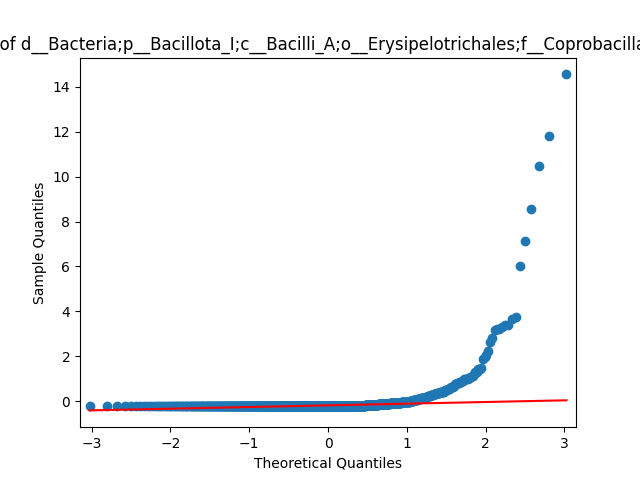 of d__Bacteria;p__Bacillota_I;c__Bacilli_A;o__Erysipelotrichales;f__Coprobacilla
14
12
10
8
6
4
2
0
Sample Quantiles
−3 −2 −1 0 1 2 3
Theoretical Quantiles